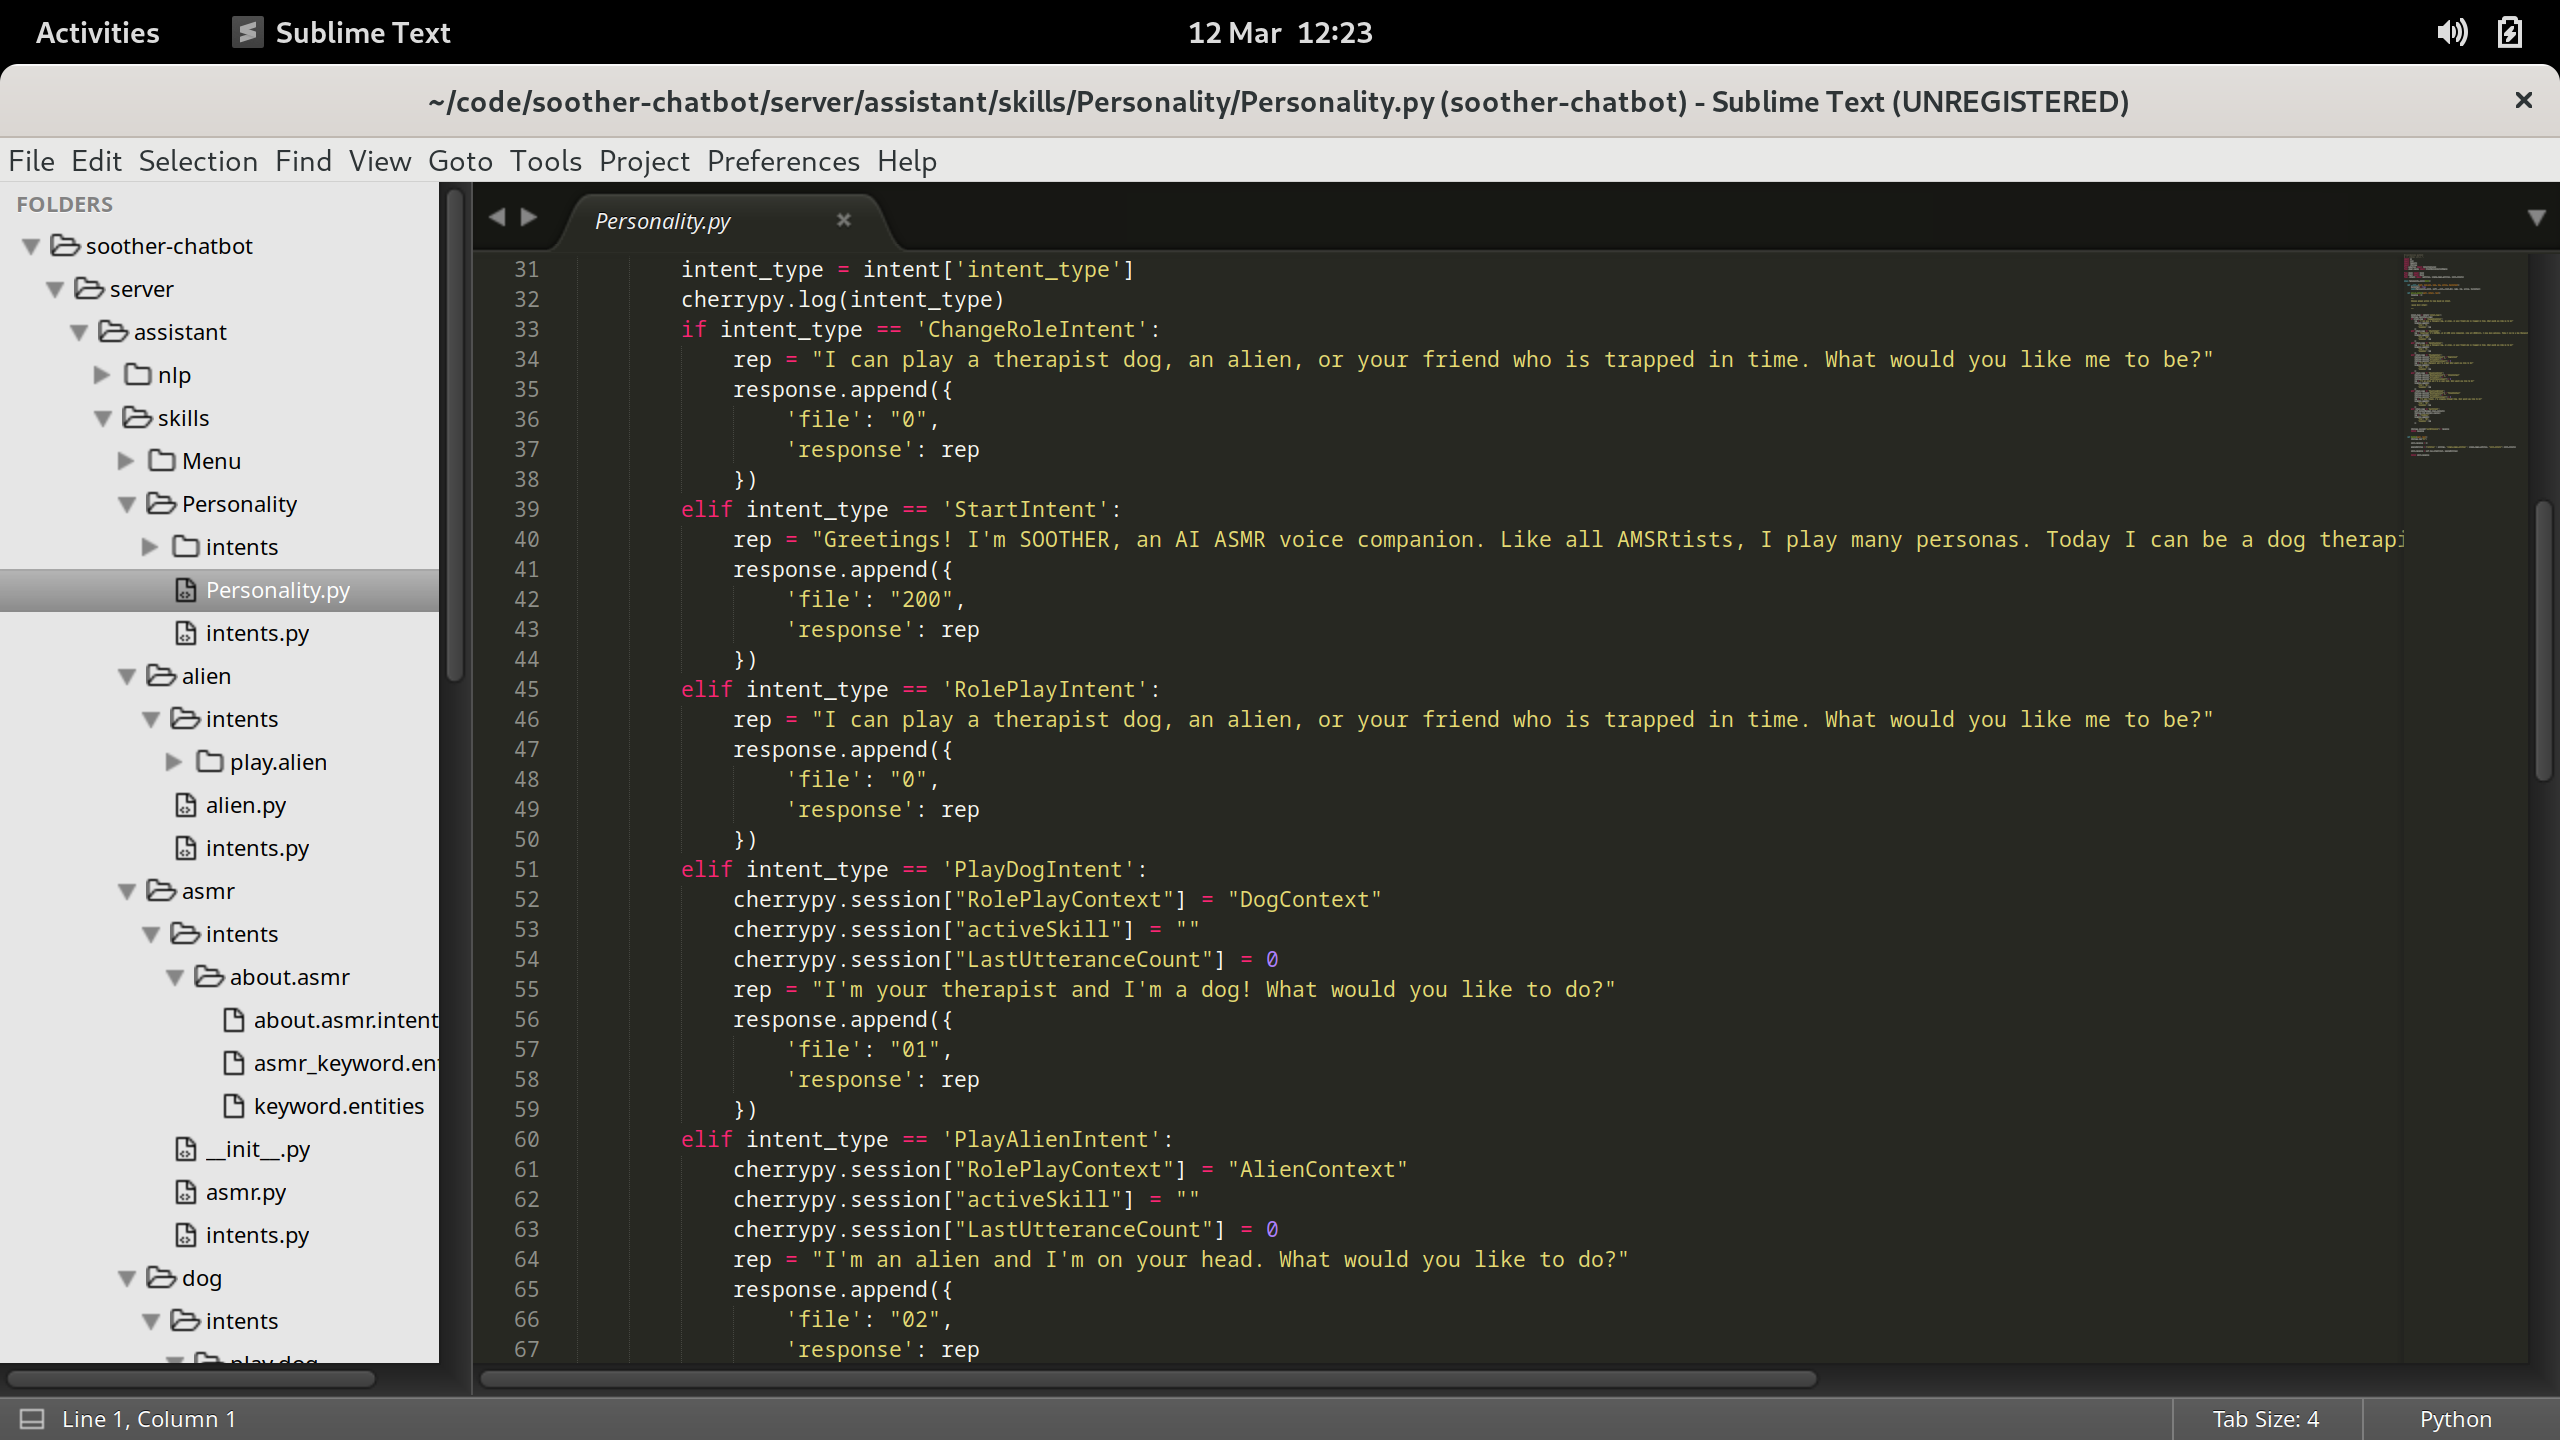 Activities
Sublime Text
12 Mar 12:23
~/code/soother-chatbot/server/assistant/skills/Personality/Personality.py (soother-chatbot) - Sublime Text (UNREGISTERED)
File Edit Selection Find View Goto Tools Project Preferences Help
FOLDERS
soother-chatbot
server
assistant
nlp
skills
Menu
Personality
intents
Personality.py
intents.py
alien
intents
play.alien
alien.py
intents.py
asmr
intents
about.asmr
about.asmr.intent
asmr_keyword.en
keyword.entities
__init__.py
asmr.py
intents.py
dog
intents
play.dog
Personality.py
31 intent_type = intent['intent_type']
32 cherrypy.log(intent_type)
33 if intent_type == 'ChangeRoleIntent':
34 rep = "I can play a therapist dog, an alien, or your friend who is trapped in time. What would you like me to be?"
35 response.append({
36 'file': "0",
37 'response': rep
38 })
39 elif intent_type == 'StartIntent':
40 rep = "Greetings! I'm SOOTHER, an AI ASMR voice companion. Like all AMSRtists, I play many personas. Today I can be a dog therapi
41 response.append({
42 'file': "200",
43 'response': rep
44 })
45 elif intent_type == 'RolePlayIntent':
46 rep = "I can play a therapist dog, an alien, or your friend who is trapped in time. What would you like me to be?"
47 response.append({
48 'file': "0",
49 'response': rep
50 })
51 elif intent_type == 'PlayDogIntent':
52 cherrypy.session["RolePlayContext"] = "DogContext"
53 cherrypy.session["activeSkill"] = ""
54 cherrypy.session["LastUtteranceCount"] = 0
55 rep = "I'm your therapist and I'm a dog! What would you like to do?"
56 response.append({
57 'file': "01",
58 'response': rep
59 })
60 elif intent_type == 'PlayAlienIntent':
61 cherrypy.session["RolePlayContext"] = "AlienContext"
62 cherrypy.session["activeSkill"] = ""
63 cherrypy.session["LastUtteranceCount"] = 0
64 rep = "I'm an alien and I'm on your head. What would you like to do?"
65 response.append({
66 'file': "02",
67 'response': rep
Line 1, Column 1
Tab Size: 4
Python